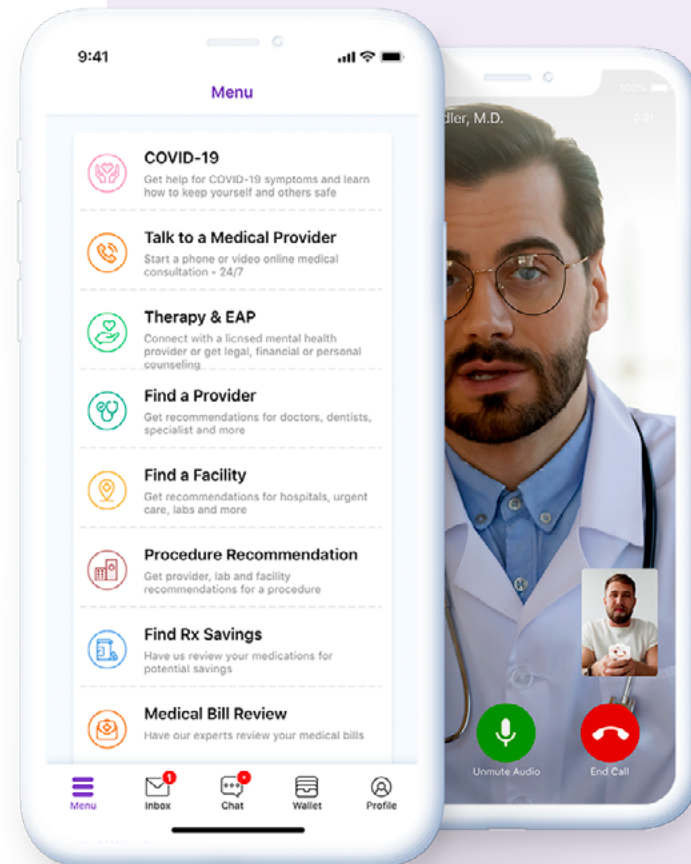 9:41
Menu
COVID-19
Get help for COVID-19 symptoms and learn
how to keep yourself and others safe
Talk to a Medical Provider
Start a phone or video online medical
consultation - 24/7
Therapy & EAP
Connect with a licnsed mental health
provider or get legal, financial or personal
counseling
Find a Provider
Get recommendations for doctors, dentists,
specialist and more
Find a Facility
Get recommendations for hospitals, urgent
care, labs and more
Procedure Recommendation
Get provider, lab and facility
recommendations for a procedure
Find Rx Savings
Have us review your medications for
potential savings
Medical Bill Review
Have our experts review your medical bills
Menu
1
Inbox
Chat
Wallet
Profile
100%
dler, M.D.
Unmute Audio
End Call